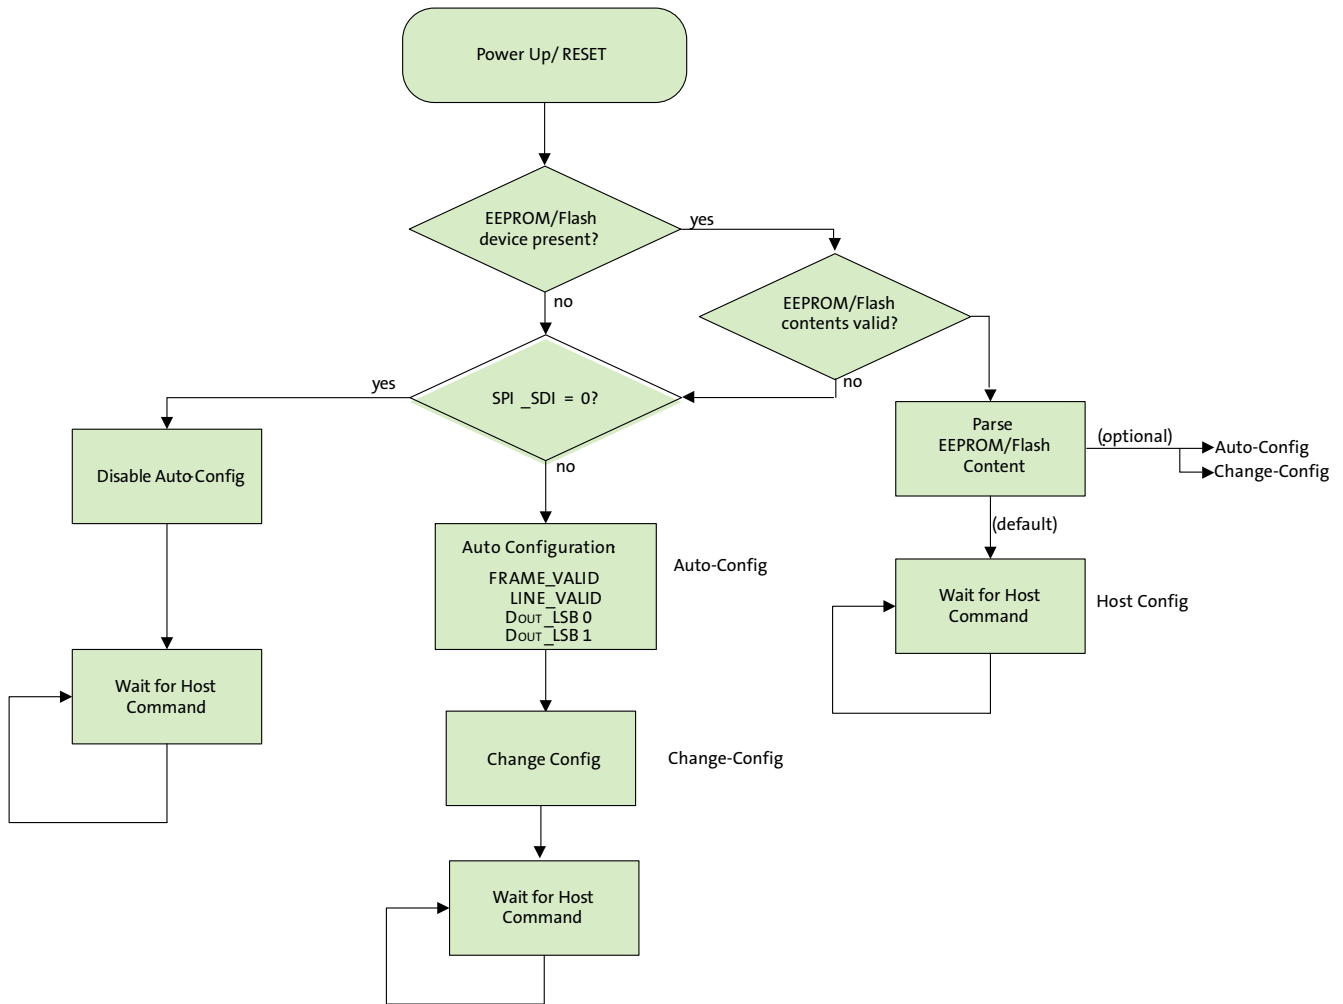 Power Up/ RESET
EEPROM/Flash
device present?
yes
no
EEPROM/Flash
contents valid?
no
SPI _SDI = 0?
yes
no
Disable Auto-Config
Wait for Host
Command
Auto Configuration
FRAME_VALID
LINE_VALID
DOUT_LSB 0
DOUT_LSB 1
Auto-Config
Change Config
Change-Config
Wait for Host
Command
Parse
EEPROM/Flash
Content
(optional)
Auto-Config
Change-Config
(default)
Wait for Host
Command
Host Config